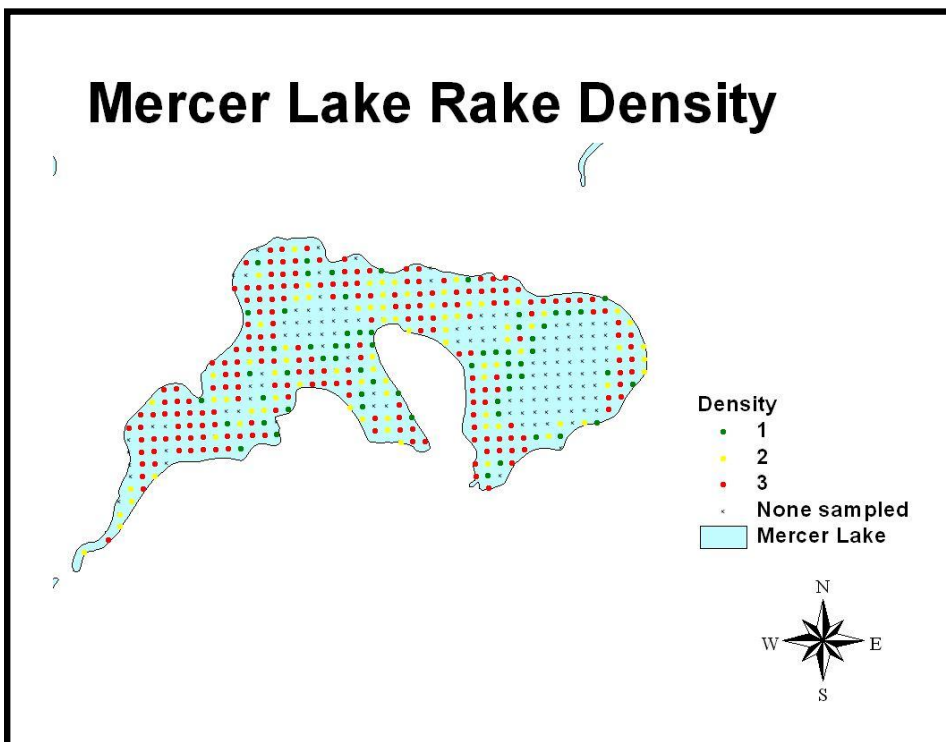 Mercer Lake Rake Density
Density
1
2
3
None sampled
Mercer Lake
N
W E
S